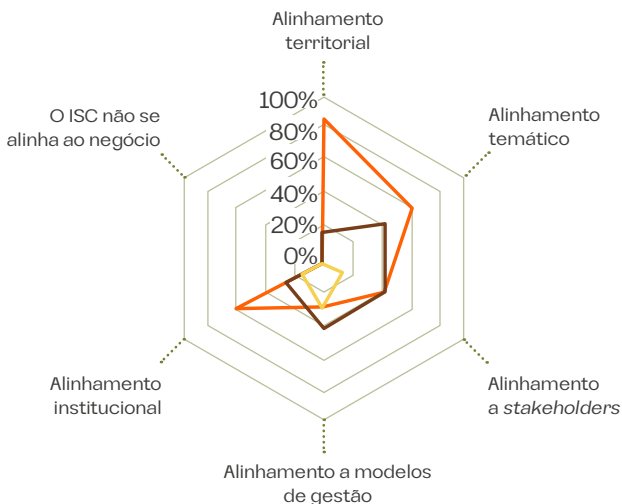 Alinhamento
territorial
Alinhamento
temático
O ISC não se
alinha ao negócio
100%
80%
60%
40%
20%
0%
Alinhamento
institucional
Alinhamento
a stakeholders
Alinhamento a modelos
de gestão